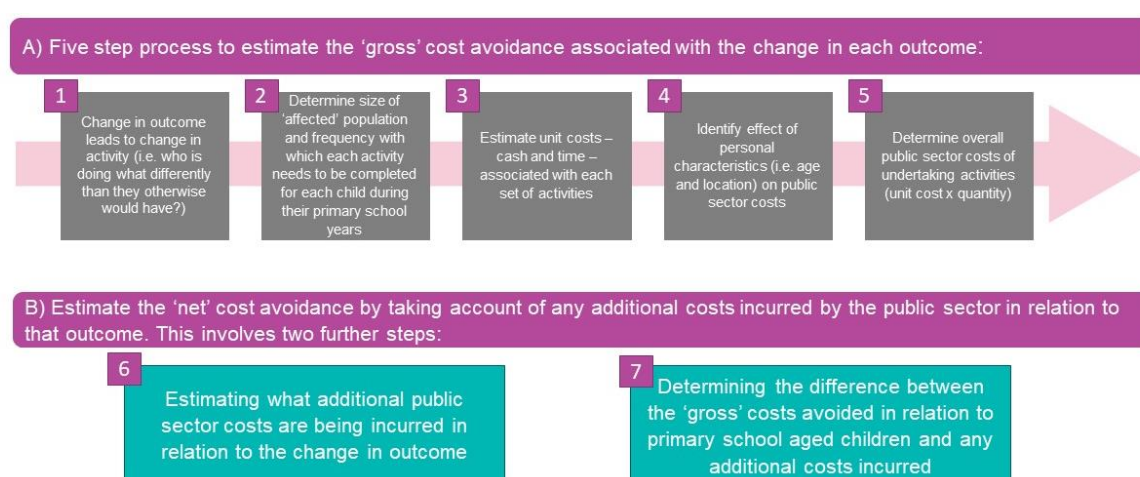 A) Five step process to estimate the ‘gross’ cost avoidance associated with the change in each outcome:
1
Change in outcome
leads to change in
activity (i.e. who is
doing what differently
than they otherwise
would have?)
2
Determine size of
‘affected’ population
and frequency with
which each activity
needs to be completed
for each child during
their primary school
years
3
Estimate unit costs –
cash and time –
associated with each
set of activities
4
Identify effect of
personal
characteristics (i.e. age
and location) on public
sector costs
5
Determine overall
public sector costs of
undertaking activities
(unit cost x quantity)
B) Estimate the ‘net’ cost avoidance by taking account of any additional costs incurred by the public sector in relation to
that outcome. This involves two further steps:
6
Estimating what additional public
sector costs are being incurred in
relation to the change in outcome
7
Determining the difference between
the ‘gross’ costs avoided in relation to
primary school aged children and any
additional costs incurred